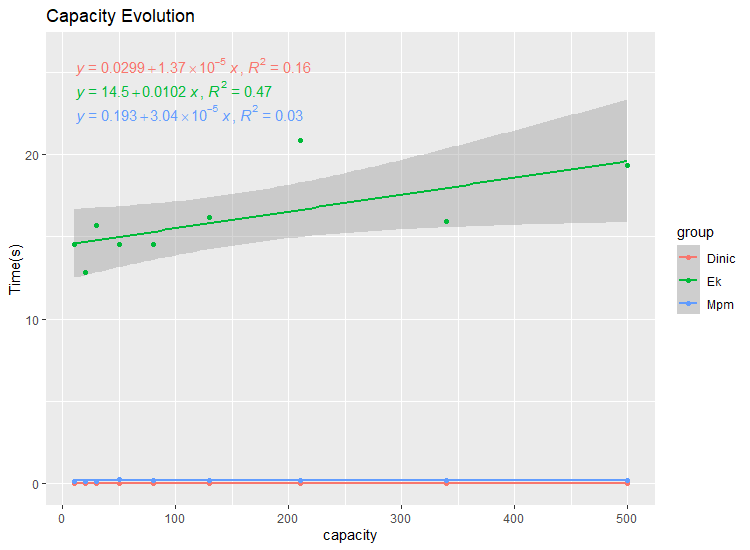 Capacity Evolution
y = 0.0299 + 1.37 × 10⁻⁵ x, R² = 0.16
y = 14.5 + 0.0102 x, R² = 0.47
y = 0.193 + 3.04 × 10⁻⁵ x, R² = 0.03
20
10
0
Time(s)
0 100 200 300 400 500
capacity
group
Dinic
Ek
Mpm